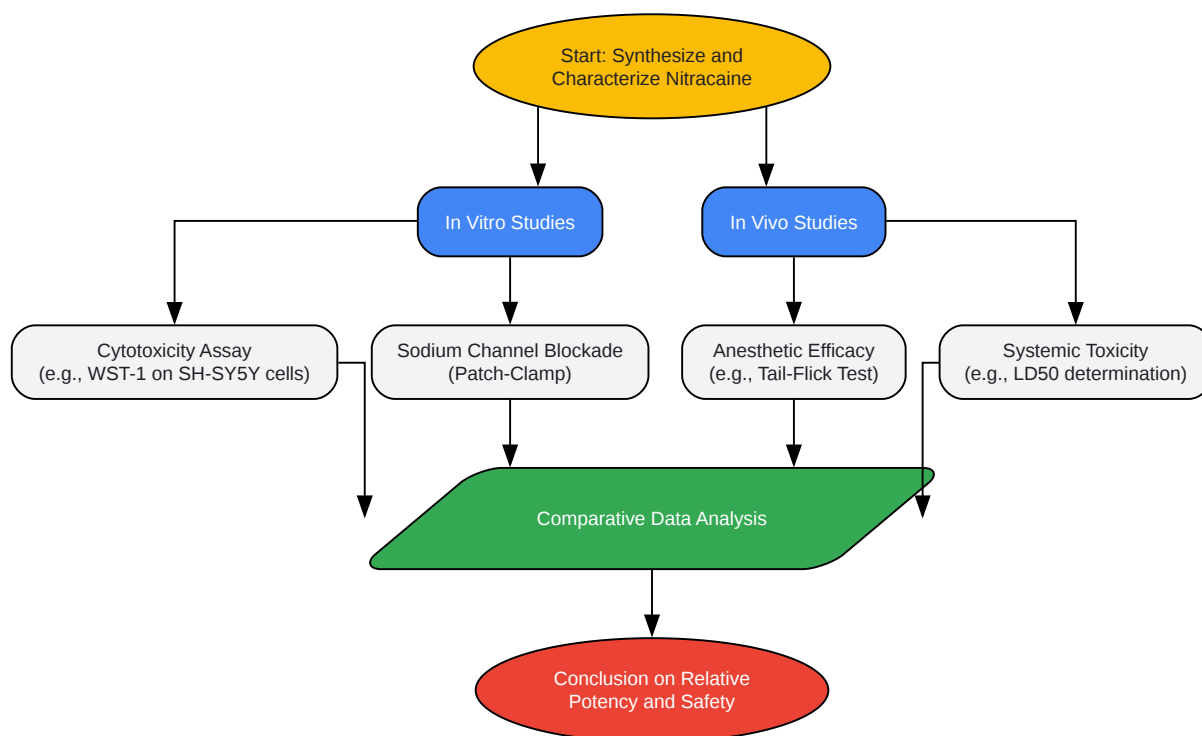 Start: Synthesize and
Characterize Nitracaine
In Vitro Studies
In Vivo Studies
Cytotoxicity Assay
(e.g., WST-1 on SH-SY5Y cells)
Sodium Channel Blockade
(Patch-Clamp)
Anesthetic Efficacy
(e.g., Tail-Flick Test)
Systemic Toxicity
(e.g., LD50 determination)
Comparative Data Analysis
Conclusion on Relative
Potency and Safety